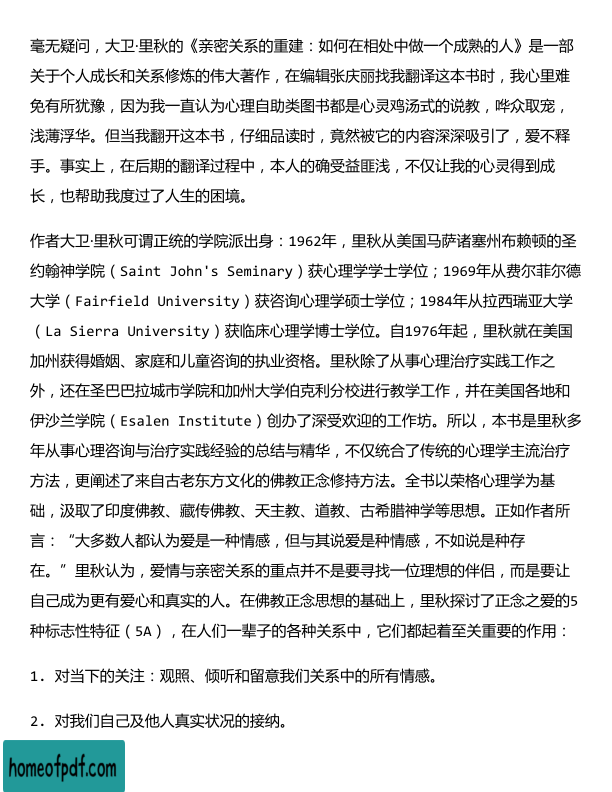 毫无疑问，大卫·里秋的《亲密关系的重建：如何在相处中做一个成熟的人》是一部
关于个人成长和关系修炼的伟大著作，在编辑张庆丽找我翻译这本书时，我心里难
免有所犹豫，因为我一直认为心理自助类图书都是心灵鸡汤式的说教，哗众取宠，
浅薄浮华。但当我翻开这本书，仔细品读时，竟然被它的内容深深吸引了，爱不释
手。事实上，在后期的翻译过程中，本人的确受益匪浅，不仅让我的心灵得到成
长，也帮助我度过了人生的困境。
作者大卫·里秋可谓正统的学院派出身：1962年，里秋从美国马萨诸塞州布赖顿的圣
约翰神学院（Saint John's Seminary）获心理学学士学位；1969年从费尔菲尔德
大学（Fairfield University）获咨询心理学硕士学位；1984年从拉西瑞亚大学
（La Sierra University）获临床心理学博士学位。自1976年起，里秋就在美国
加州获得婚姻、家庭和儿童咨询的执业资格。里秋除了从事心理治疗实践工作之
外，还在圣巴巴拉城市学院和加州大学伯克利分校进行教学工作，并在美国各地和
伊沙兰学院（Esalen Institute）创办了深受欢迎的工作坊。所以，本书是里秋多
年从事心理咨询与治疗实践经验的总结与精华，不仅统合了传统的心理学主流治疗
方法，更阐述了来自古老东方文化的佛教正念修持方法。全书以荣格心理学为基
础，汲取了印度佛教、藏传佛教、天主教、道教、古希腊神学等思想。正如作者所
言：“大多数人都认为爱是一种情感，但与其说爱是种情感，不如说是种存
在。”里秋认为，爱情与亲密关系的重点并不是要寻找一位理想的伴侣，而是要让
自己成为更有爱心和真实的人。在佛教正念思想的基础上，里秋探讨了正念之爱的5
种标志性特征（5A），在人们一辈子的各种关系中，它们都起着至关重要的作用：
1. 对当下的关注：观照、倾听和留意我们关系中的所有情感。
2. 对我们自己及他人真实状况的接纳。
homeofpdf.com